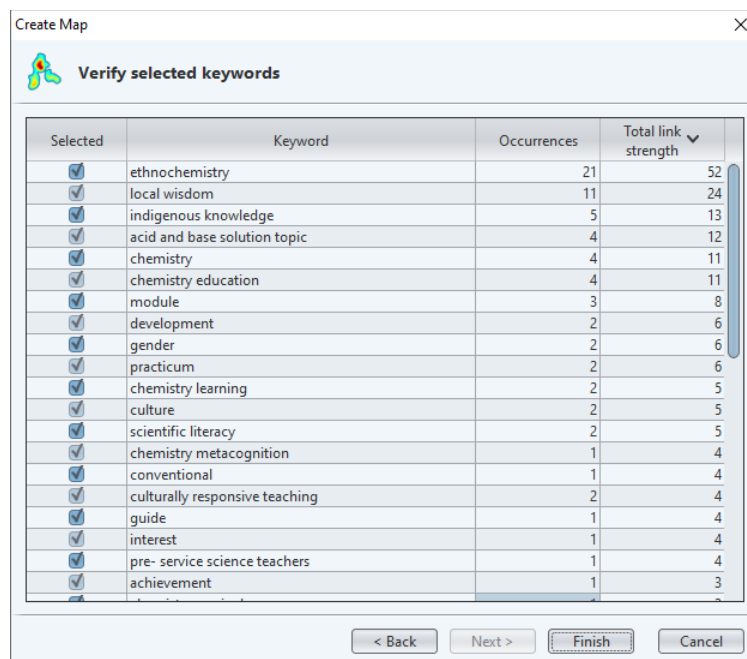 Create Map
Verify selected keywords
Selected Keyword Occurrences Total link strength
ethnochemistry 21 52
local wisdom 11 24
indigenous knowledge 5 13
acid and base solution topic 4 12
chemistry 4 11
chemistry education 4 11
module 3 8
development 2 6
gender 2 6
practicum 2 6
chemistry learning 2 5
culture 2 5
scientific literacy 2 5
chemistry metacognition 1 4
conventional 1 4
culturally responsive teaching 2 4
guide 1 4
interest 1 4
pre- service science teachers 1 4
achievement 1 3
< Back Next > Finish Cancel